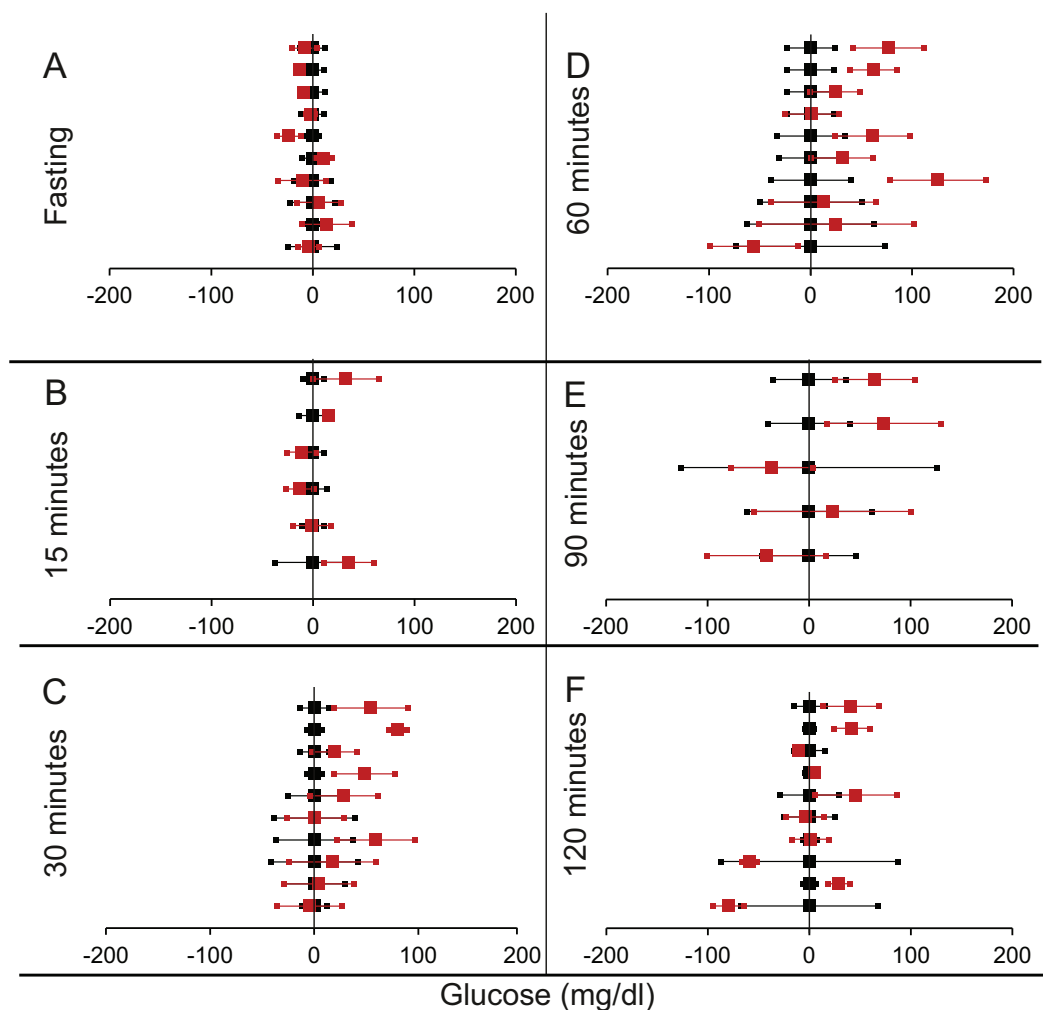 A
Fasting
-200 -100 0 100 200
B
15 minutes
-200 -100 0 100 200
C
30 minutes
-200 -100 0 100 200
D
60 minutes
-200 -100 0 100 200
E
90 minutes
-200 -100 0 100 200
F
120 minutes
-200 -100 0 100 200
Glucose (mg/dl)